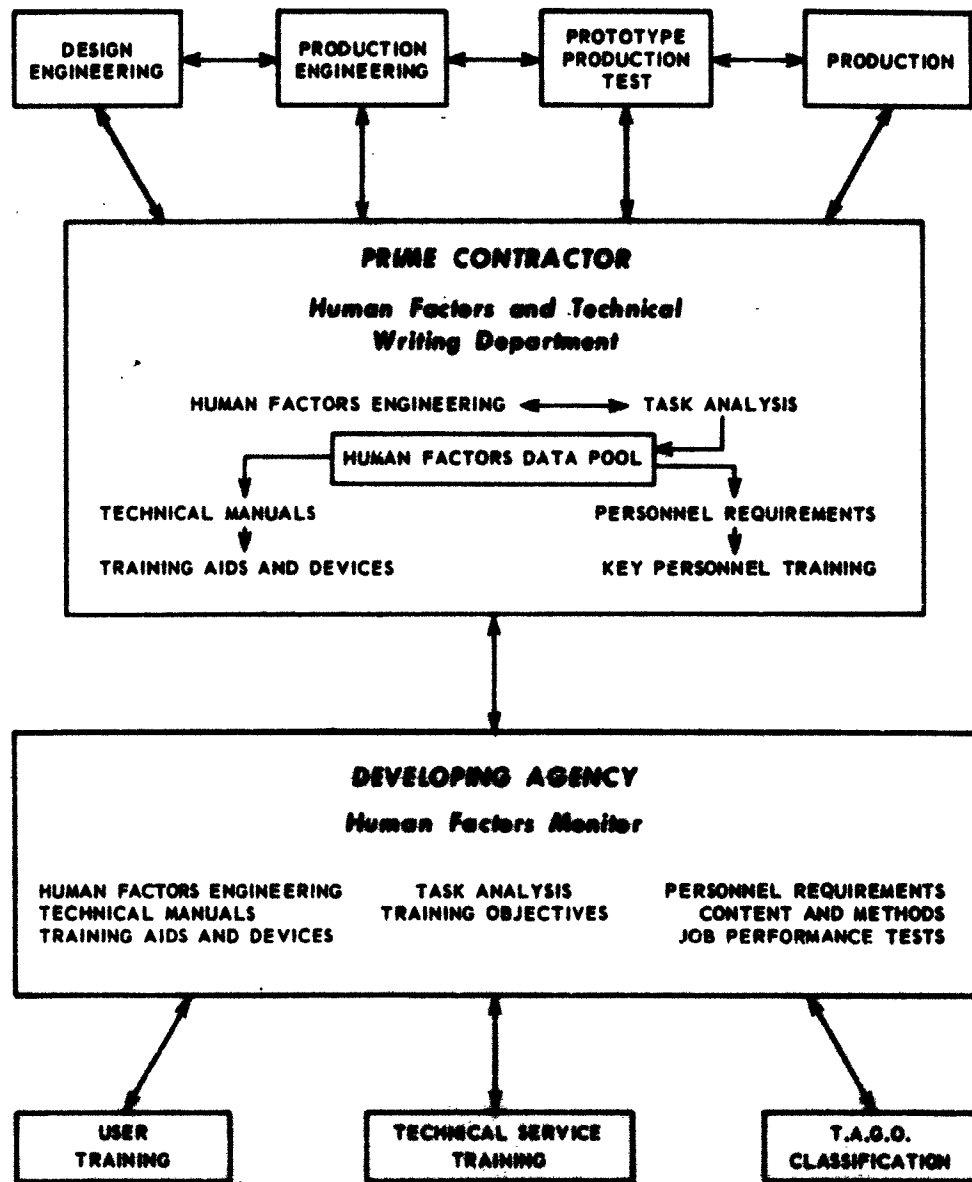 DESIGN
ENGINEERING
PRODUCTION
ENGINEERING
PROTOTYPE
PRODUCTION
TEST
PRODUCTION
PRIME CONTRACTOR
Human Factors and Technical
Writing Department
HUMAN FACTORS ENGINEERING
TASK ANALYSIS
HUMAN FACTORS DATA POOL
TECHNICAL MANUALS
PERSONNEL REQUIREMENTS
TRAINING AIDS AND DEVICES
KEY PERSONNEL TRAINING
DEVELOPING AGENCY
Human Factors Monitor
HUMAN FACTORS ENGINEERING
TECHNICAL MANUALS
TRAINING AIDS AND DEVICES
TASK ANALYSIS
TRAINING OBJECTIVES
PERSONNEL REQUIREMENTS
CONTENT AND METHODS
JOB PERFORMANCE TESTS
USER
TRAINING
TECHNICAL SERVICE
TRAINING
T.A.G.O.
CLASSIFICATION